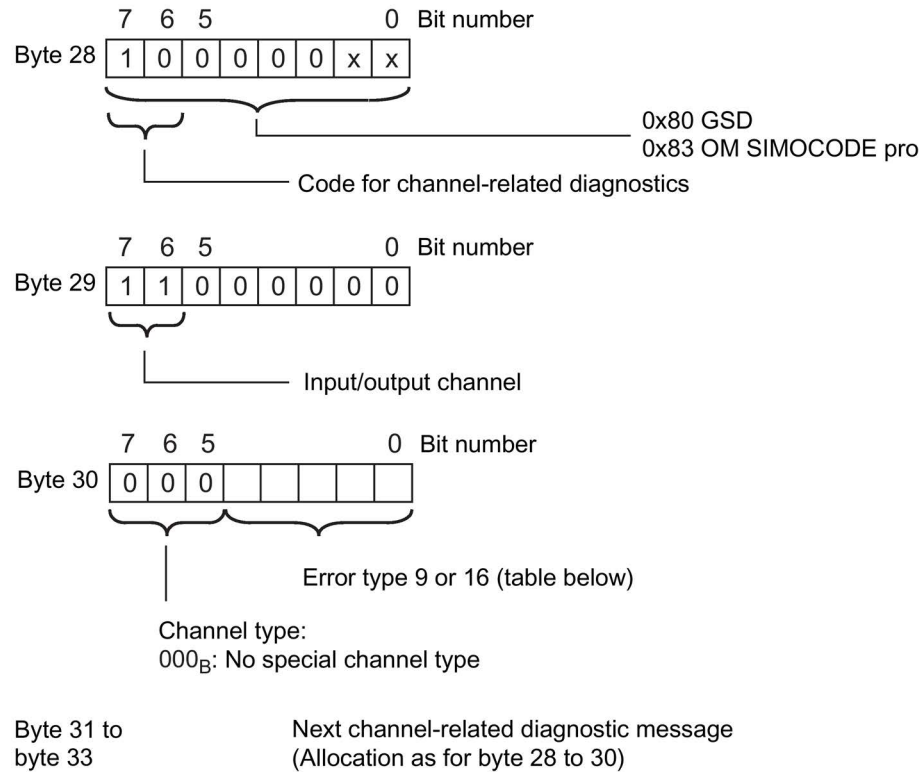 7 6 5 0 Bit number
Byte 28 1 0 0 0 0 0 x x
0x80 GSD
0x83 OM SIMOCODE pro
Code for channel-related diagnostics
7 6 5 0 Bit number
Byte 29 1 1 0 0 0 0 0 0
Input/output channel
7 6 5 0 Bit number
Byte 30 0 0 0
Error type 9 or 16 (table below)
Channel type:
000B: No special channel type
Byte 31 to Next channel-related diagnostic message
byte 33 (Allocation as for byte 28 to 30)